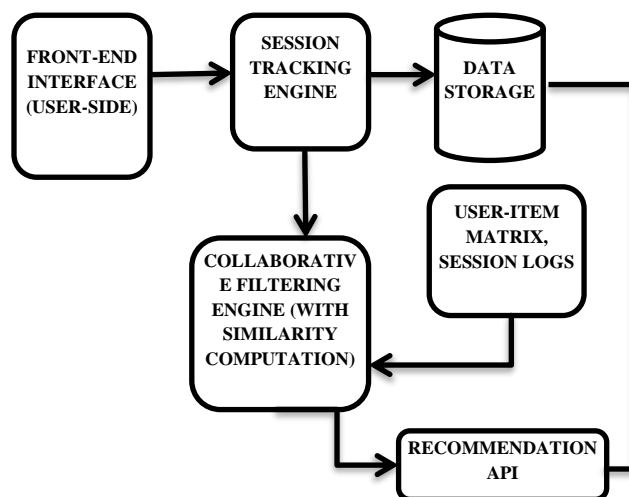 FRONT-END
INTERFACE
(USER-SIDE)
SESSION
TRACKING
ENGINE
DATA
STORAGE
USER-ITEM
MATRIX,
SESSION LOGS
COLLABORATIV
E FILTERING
ENGINE (WITH
SIMILARITY
COMPUTATION)
RECOMMENDATION
API